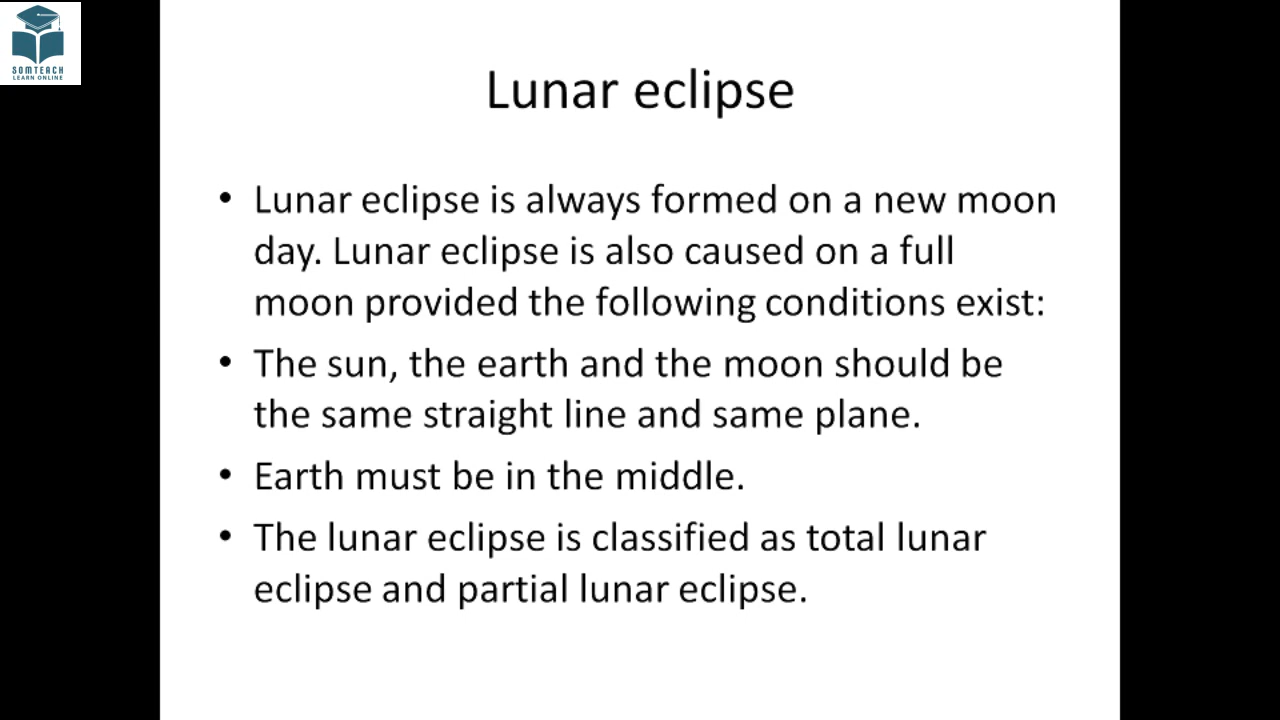 SOMTEACH
LEARN ONLINE
Lunar eclipse
• Lunar eclipse is always formed on a new moon
day. Lunar eclipse is also caused on a full
moon provided the following conditions exist:
• The sun, the earth and the moon should be
the same straight line and same plane.
• Earth must be in the middle.
• The lunar eclipse is classified as total lunar
eclipse and partial lunar eclipse.